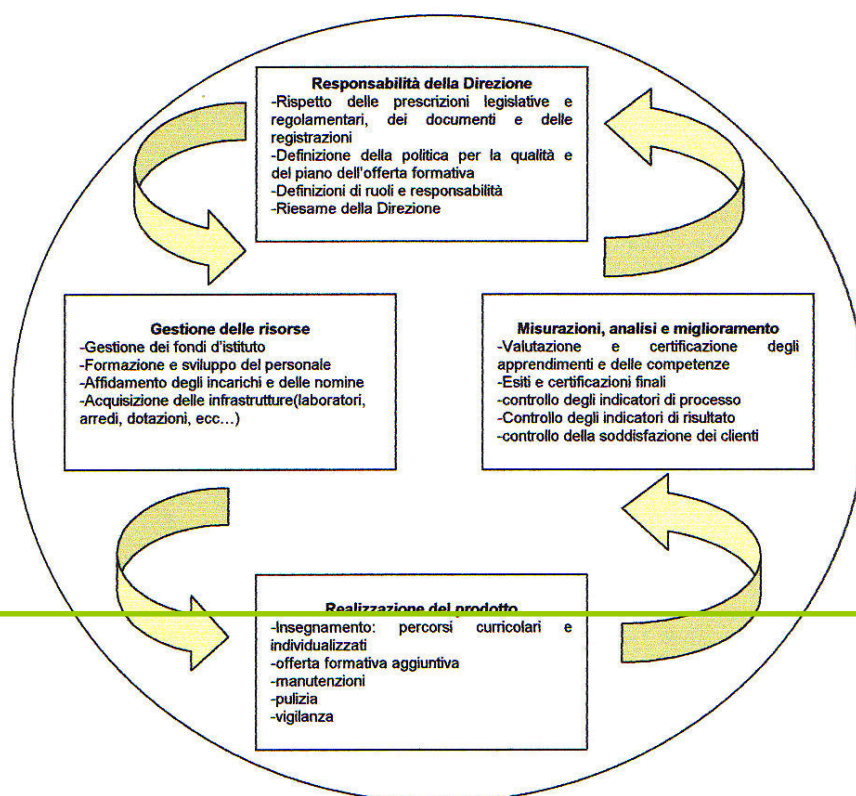 Responsabilità della Direzione
-Rispetto delle prescrizioni legislative e
regolamentari, dei documenti e delle
registrazioni
-Definizione della politica per la qualità e
del piano dell'offerta formativa
-Definizioni di ruoli e responsabilità
-Riesame della Direzione
Gestione delle risorse
-Gestione dei fondi d'istituto
-Formazione e sviluppo del personale
-Affidamento degli incarichi e delle nomine
-Acquisizione delle infrastrutture(laboratori,
arredi, dotazioni, ecc...)
Misurazioni, analisi e miglioramento
-Valutazione e certificazione degli
apprendimenti e delle competenze
-Esiti e certificazioni finali
-controllo degli indicatori di processo
-Controllo degli indicatori di risultato
-controllo della soddisfazione dei clienti
Realizzazione del prodotto
-Insegnamento: percorsi curricolari e
individualizzati
-offerta formativa aggiuntiva
-manutenzioni
-pulizia
-vigilanza